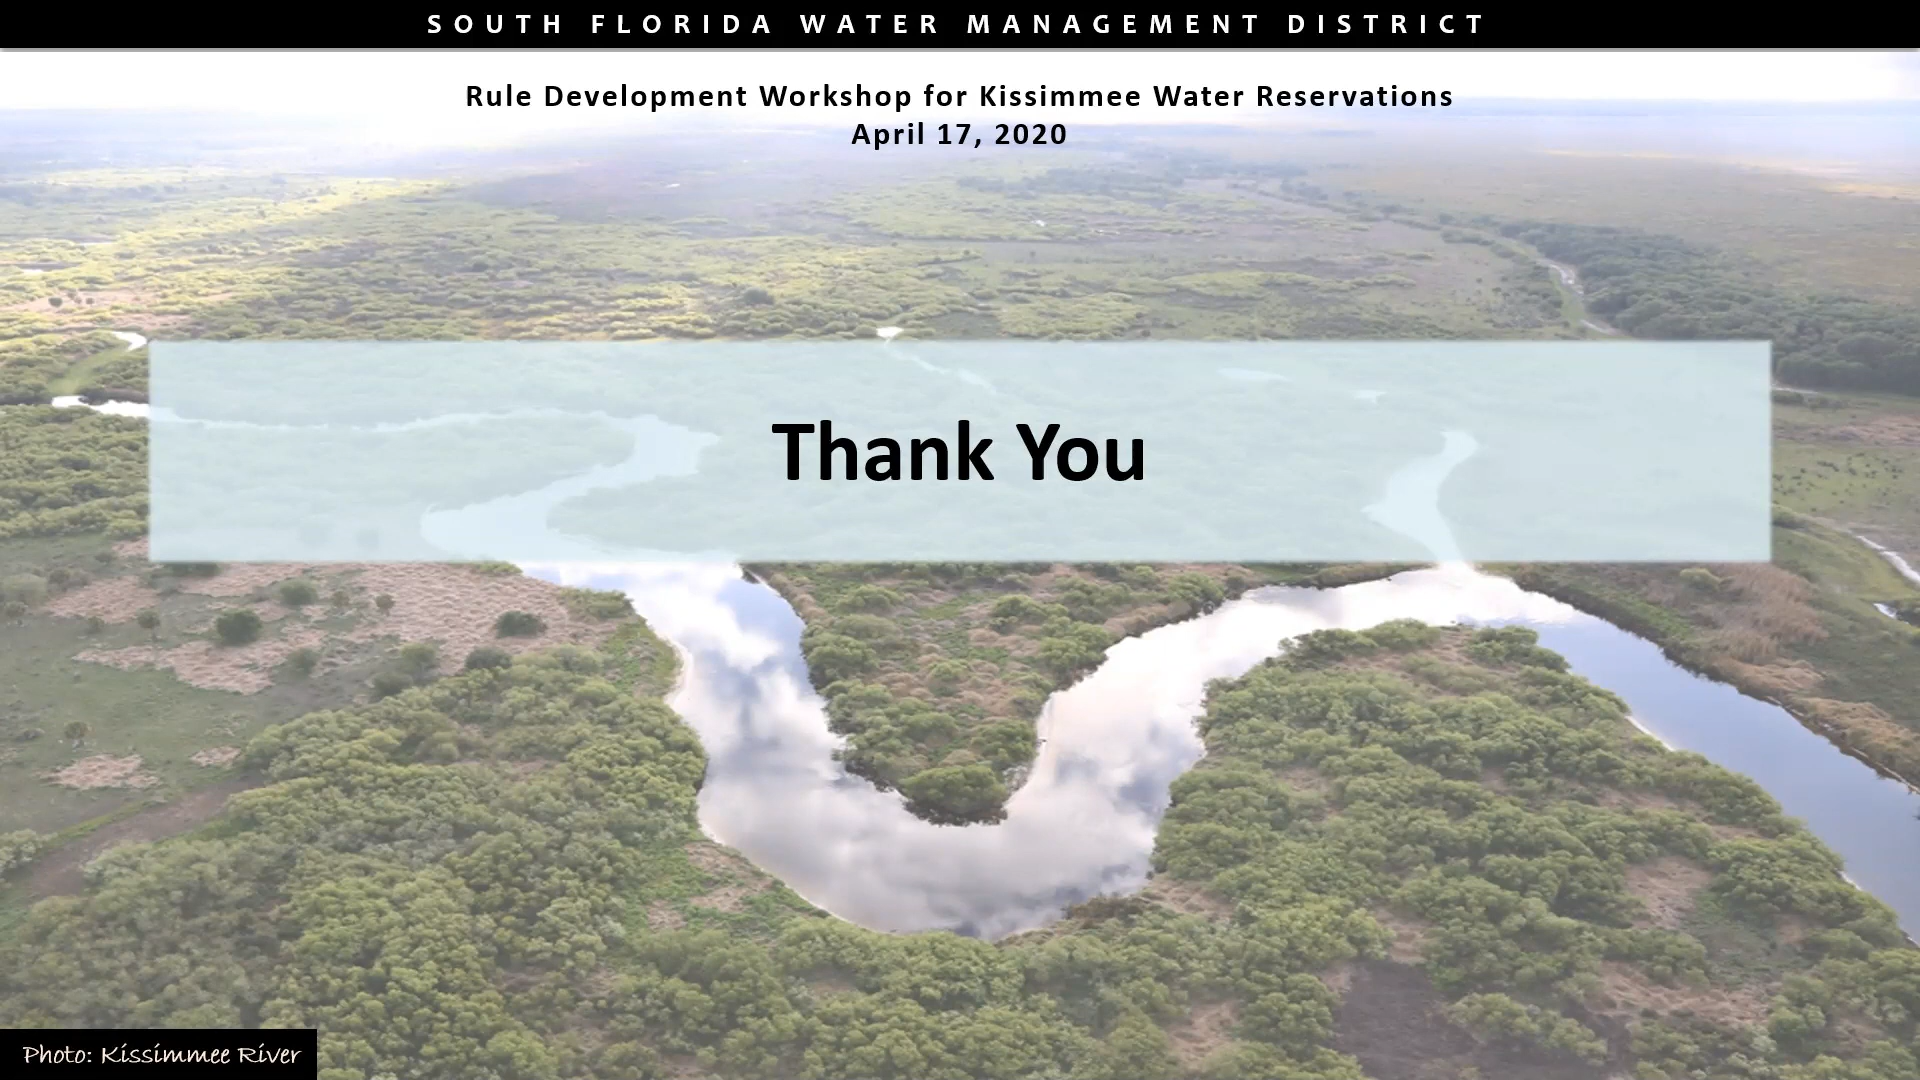 SOUTH FLORIDA WATER MANAGEMENT DISTRICT
Rule Development Workshop for Kissimmee Water Reservations
April 17, 2020
Thank You
Photo: Kissimmee River